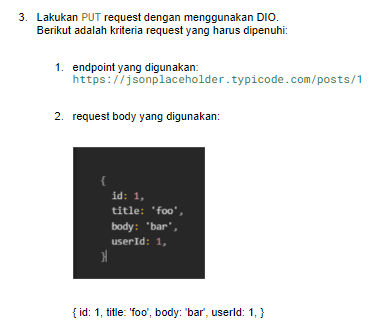 3. Lakukan PUT request dengan menggunakan DIO.
Berikut adalah kriteria request yang harus dipenuhi:
1. endpoint yang digunakan:
https://jsonplaceholder.typicode.com/posts/1
2. request body yang digunakan:
{
id: 1,
title: 'foo',
body: 'bar',
userId: 1,
}
{ id: 1, title: 'foo', body: 'bar', userId: 1, }